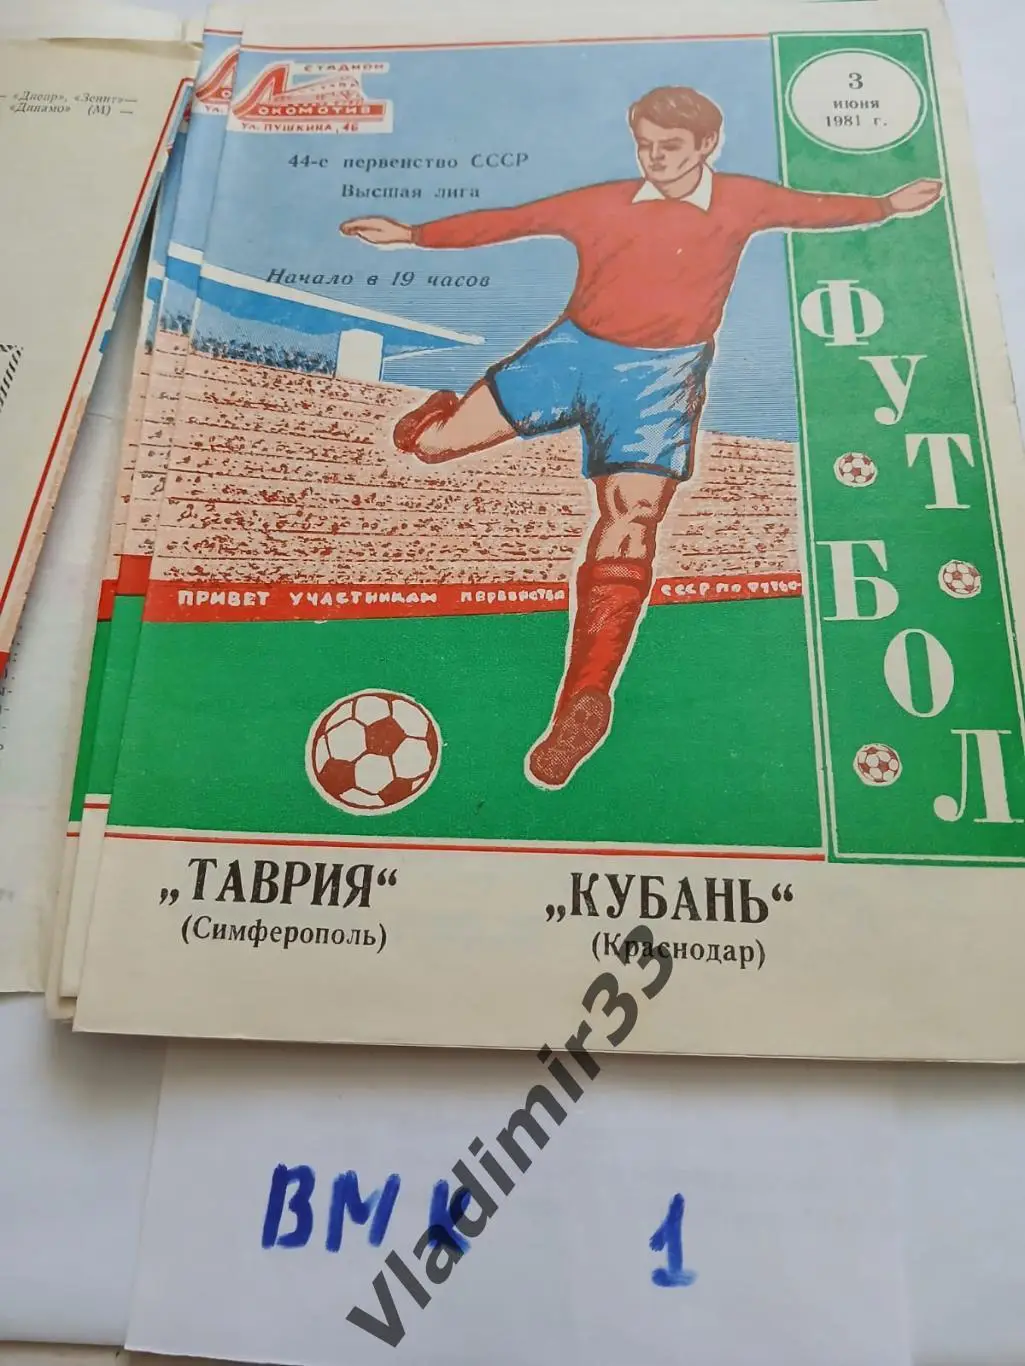 — «Днепр», «Зенит»—
«Динамо» (М) —
СТАДИОН
ЛОКОМОТИВ
УЛ. ПУШКИНА, 46
44-е первенство СССР
Высшая лига
Начало в 19 часов
3
июня
1981 г.
ФУТБОЛ
ПРИВЕТ УЧАСТНИКАМ ПЕРВЕНСТВА СССР ПО ФУТБО
„ТАВРИЯ“
(Симферополь)
„КУБАНЬ“
(Краснодар)
Vladimir33
ВМК 1